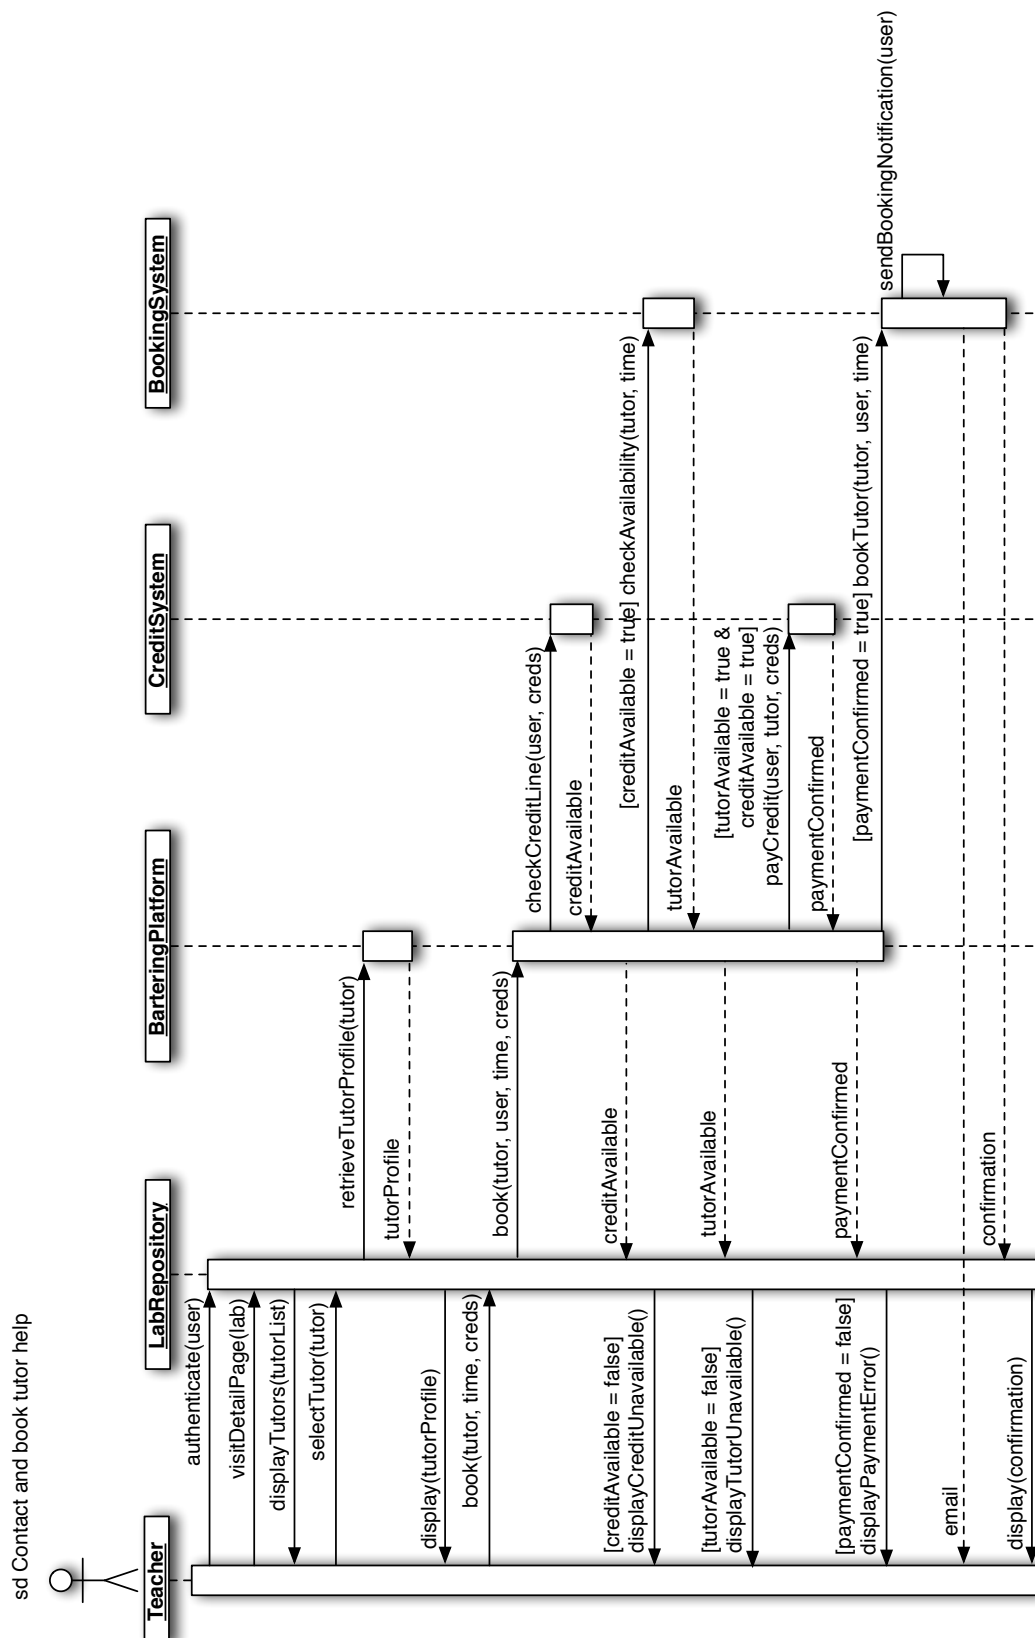 sd Contact and book tutor help
Teacher
LabRepository
BarteringPlatform
CreditSystem
BookingSystem
authenticate(user)
visitDetailPage(lab)
displayTutors(tutorList)
selectTutor(tutor)
retrieveTutorProfile(tutor)
tutorProfile
display(tutorProfile)
book(tutor, time, creds)
book(tutor, user, time, creds)
checkCreditLine(user, creds)
creditAvailable
creditAvailable
[creditAvailable = false]
displayCreditUnavailable()
[creditAvailable = true] checkAvailability(tutor, time)
tutorAvailable
tutorAvailable
[tutorAvailable = false]
displayTutorUnavailable()
[tutorAvailable = true &
creditAvailable = true]
payCredit(user, tutor, creds)
paymentConfirmed
paymentConfirmed
[paymentConfirmed = false]
displayPaymentError()
[paymentConfirmed = true] bookTutor(tutor, user, time)
sendBookingNotification(user)
email
confirmation
display(confirmation)